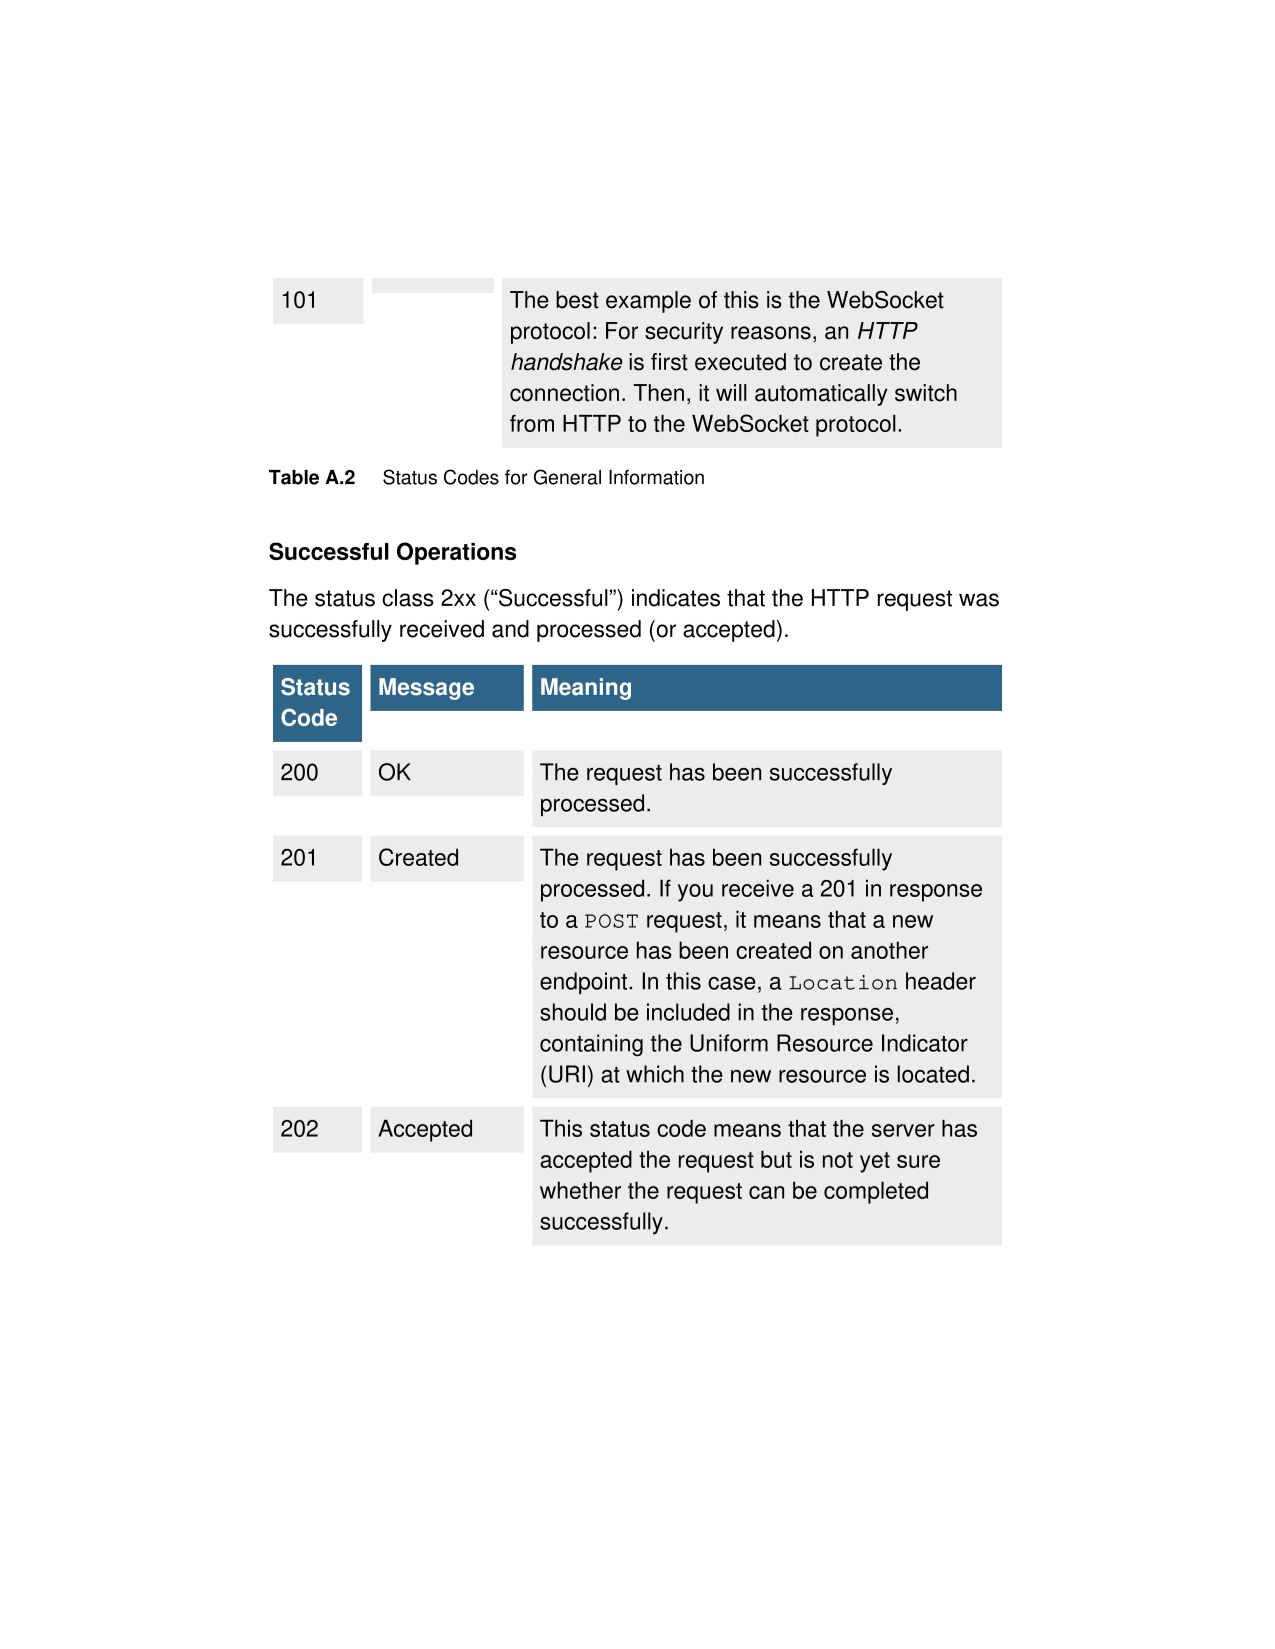 101
The best example of this is the WebSocket
protocol: For security reasons, an HTTP
handshake is first executed to create the
connection. Then, it will automatically switch
from HTTP to the WebSocket protocol.
Table A.2 Status Codes for General Information
Successful Operations
The status class 2xx (“Successful”) indicates that the HTTP request was
successfully received and processed (or accepted).
Status
Code
Message
Meaning
200
OK
The request has been successfully
processed.
201
Created
The request has been successfully
processed. If you receive a 201 in response
to a POST request, it means that a new
resource has been created on another
endpoint. In this case, a Location header
should be included in the response,
containing the Uniform Resource Indicator
(URI) at which the new resource is located.
202
Accepted
This status code means that the server has
accepted the request but is not yet sure
whether the request can be completed
successfully.